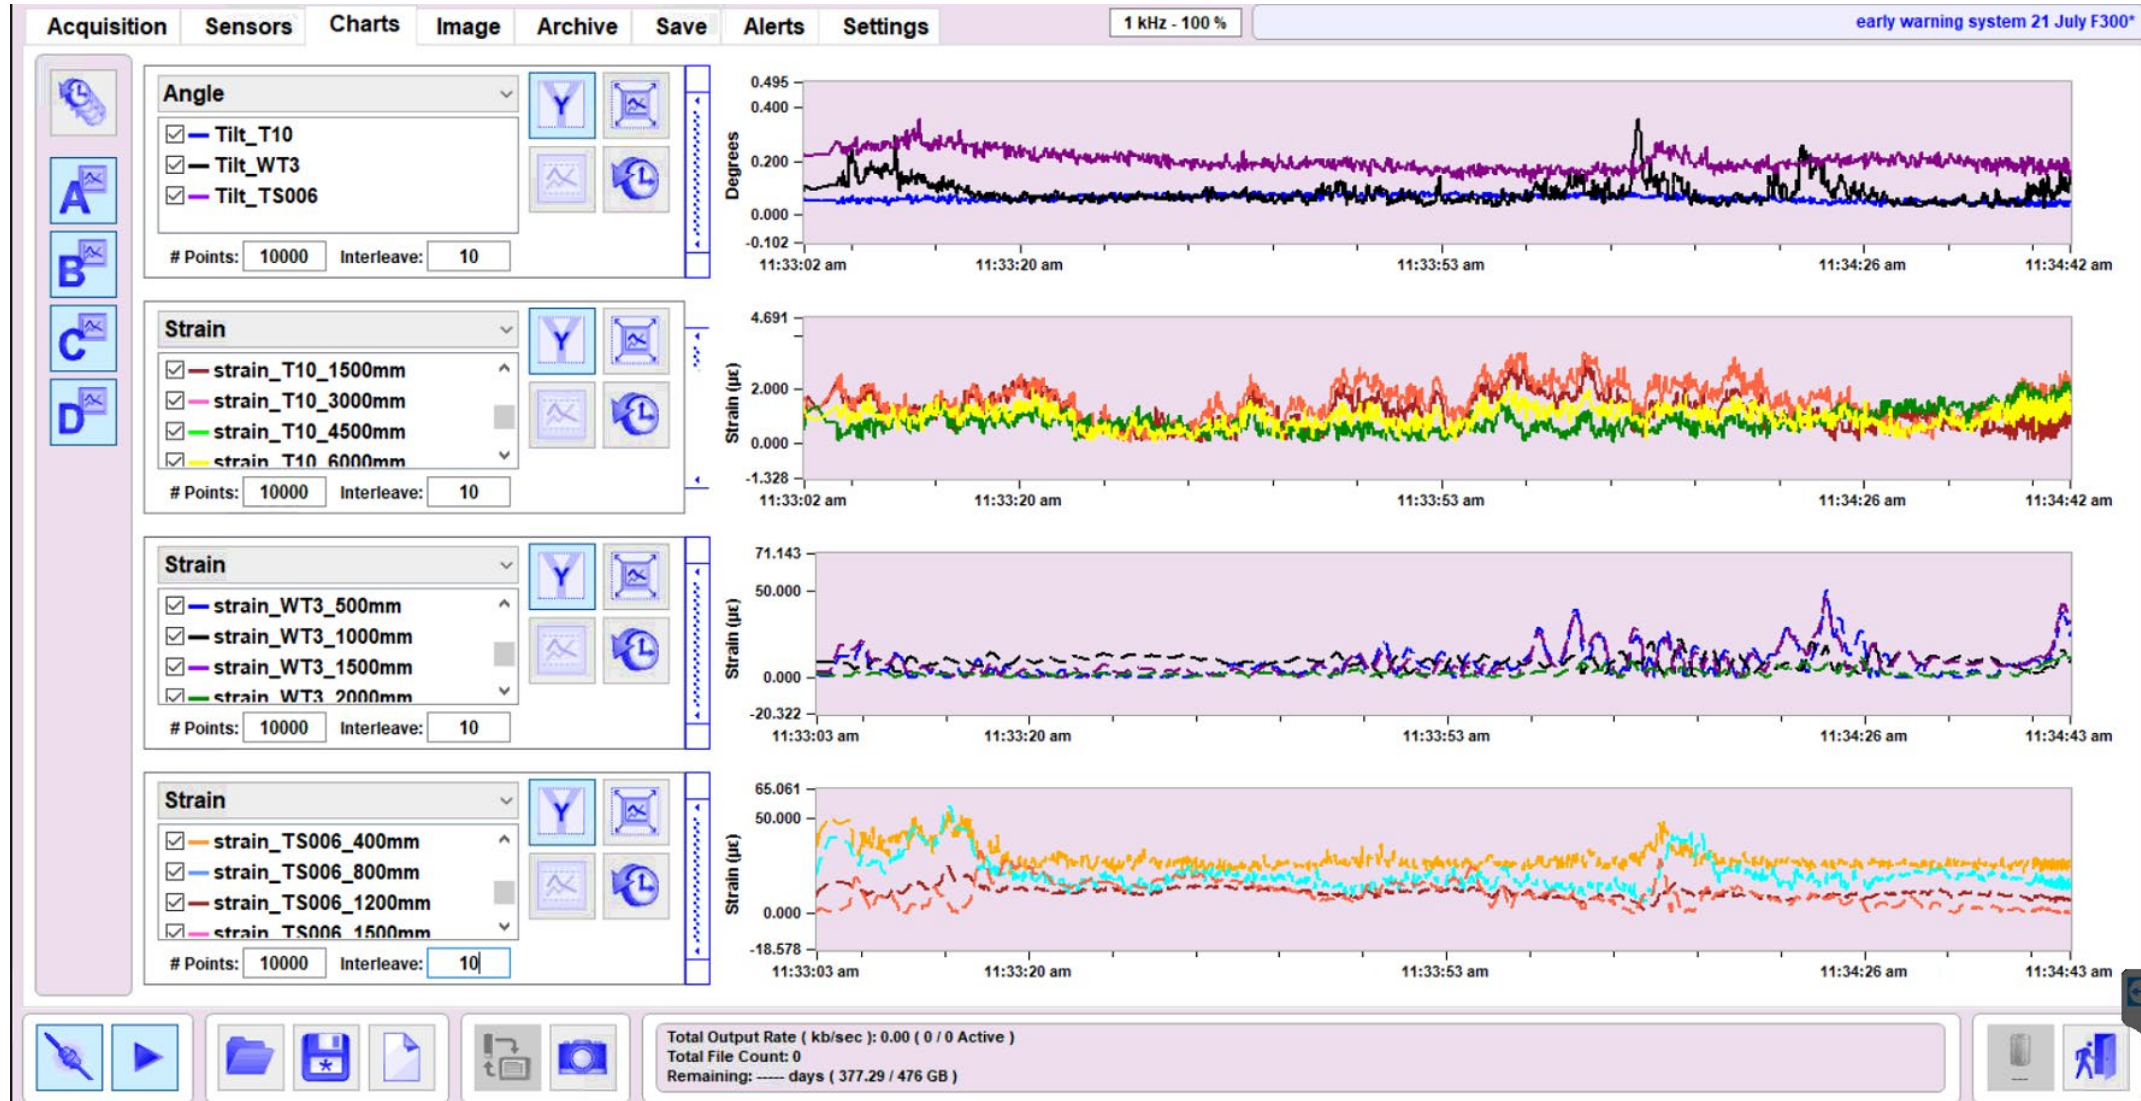 Acquisition Sensors Charts Image Archive Save Alerts Settings
1 kHz - 100 %
early warning system 21 July F300*
A
B
C
D
Angle
Tilt_T10
Tilt_WT3
Tilt_TS006
# Points: 10000 Interleave: 10
Y
Degrees
0.495
0.400
0.200
0.000
-0.102
11:33:02 am 11:33:20 am 11:33:53 am 11:34:26 am 11:34:42 am
Strain
strain_T10_1500mm
strain_T10_3000mm
strain_T10_4500mm
strain_T10_6000mm
# Points: 10000 Interleave: 10
Y
Strain (µε)
4.691
2.000
0.000
-1.328
11:33:02 am 11:33:20 am 11:33:53 am 11:34:26 am 11:34:42 am
Strain
strain_WT3_500mm
strain_WT3_1000mm
strain_WT3_1500mm
strain_WT3_2000mm
# Points: 10000 Interleave: 10
Y
Strain (µε)
71.143
50.000
0.000
-20.322
11:33:03 am 11:33:20 am 11:33:53 am 11:34:26 am 11:34:43 am
Strain
strain_TS006_400mm
strain_TS006_800mm
strain_TS006_1200mm
strain_TS006_1500mm
# Points: 10000 Interleave: 10
Y
Strain (µε)
65.061
50.000
0.000
-18.578
11:33:03 am 11:33:20 am 11:33:53 am 11:34:26 am 11:34:43 am
Total Output Rate ( kb/sec ): 0.00 ( 0 / 0 Active )
Total File Count: 0
Remaining: ----- days ( 377.29 / 476 GB )